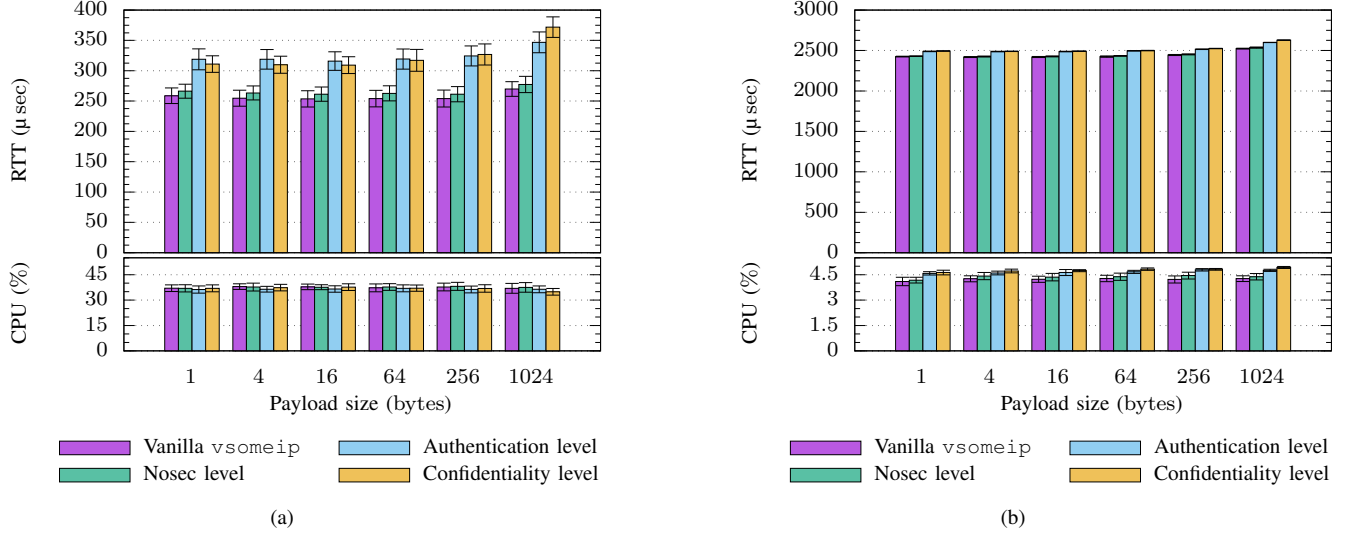 400
350
300
250
200
150
100
50
0
RTT (μ sec)
45
30
15
0
CPU (%)
1 4 16 64 256 1024
Payload size (bytes)
Vanilla vsomeip Authentication level
Nosec level Confidentiality level
(a)
3000
2500
2000
1500
1000
500
0
RTT (μ sec)
4.5
3
1.5
0
CPU (%)
1 4 16 64 256 1024
Payload size (bytes)
Vanilla vsomeip Authentication level
Nosec level Confidentiality level
(b)